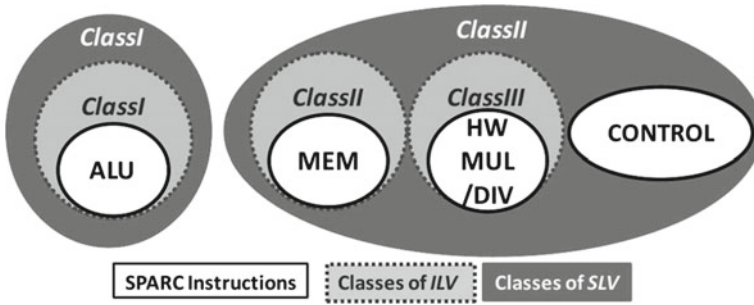 ClassI
ClassII
ClassI
ClassII
ClassIII
ALU
MEM
HW
MUL
/DIV
CONTROL
SPARC Instructions
Classes of ILV
Classes of SLV